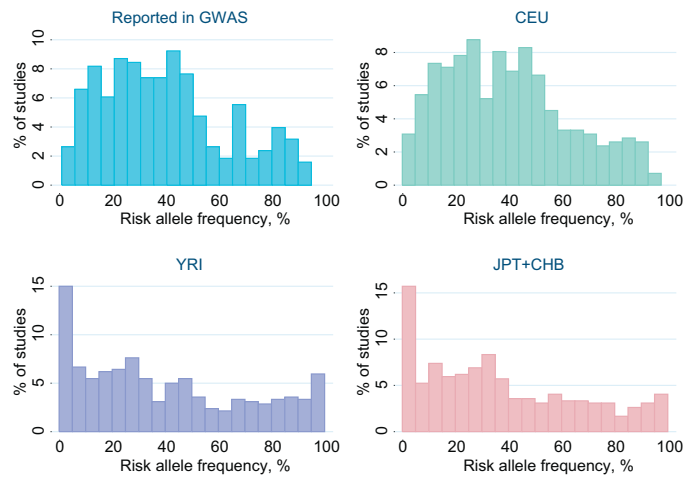 Reported in GWAS
% of studies
10
8
6
4
2
0
0 20 40 60 80 100
Risk allele frequency, %
CEU
% of studies
8
6
4
2
0
0 20 40 60 80 100
Risk allele frequency, %
YRI
% of studies
15
10
5
0
0 20 40 60 80 100
Risk allele frequency, %
JPT+CHB
% of studies
15
10
5
0
0 20 40 60 80 100
Risk allele frequency, %